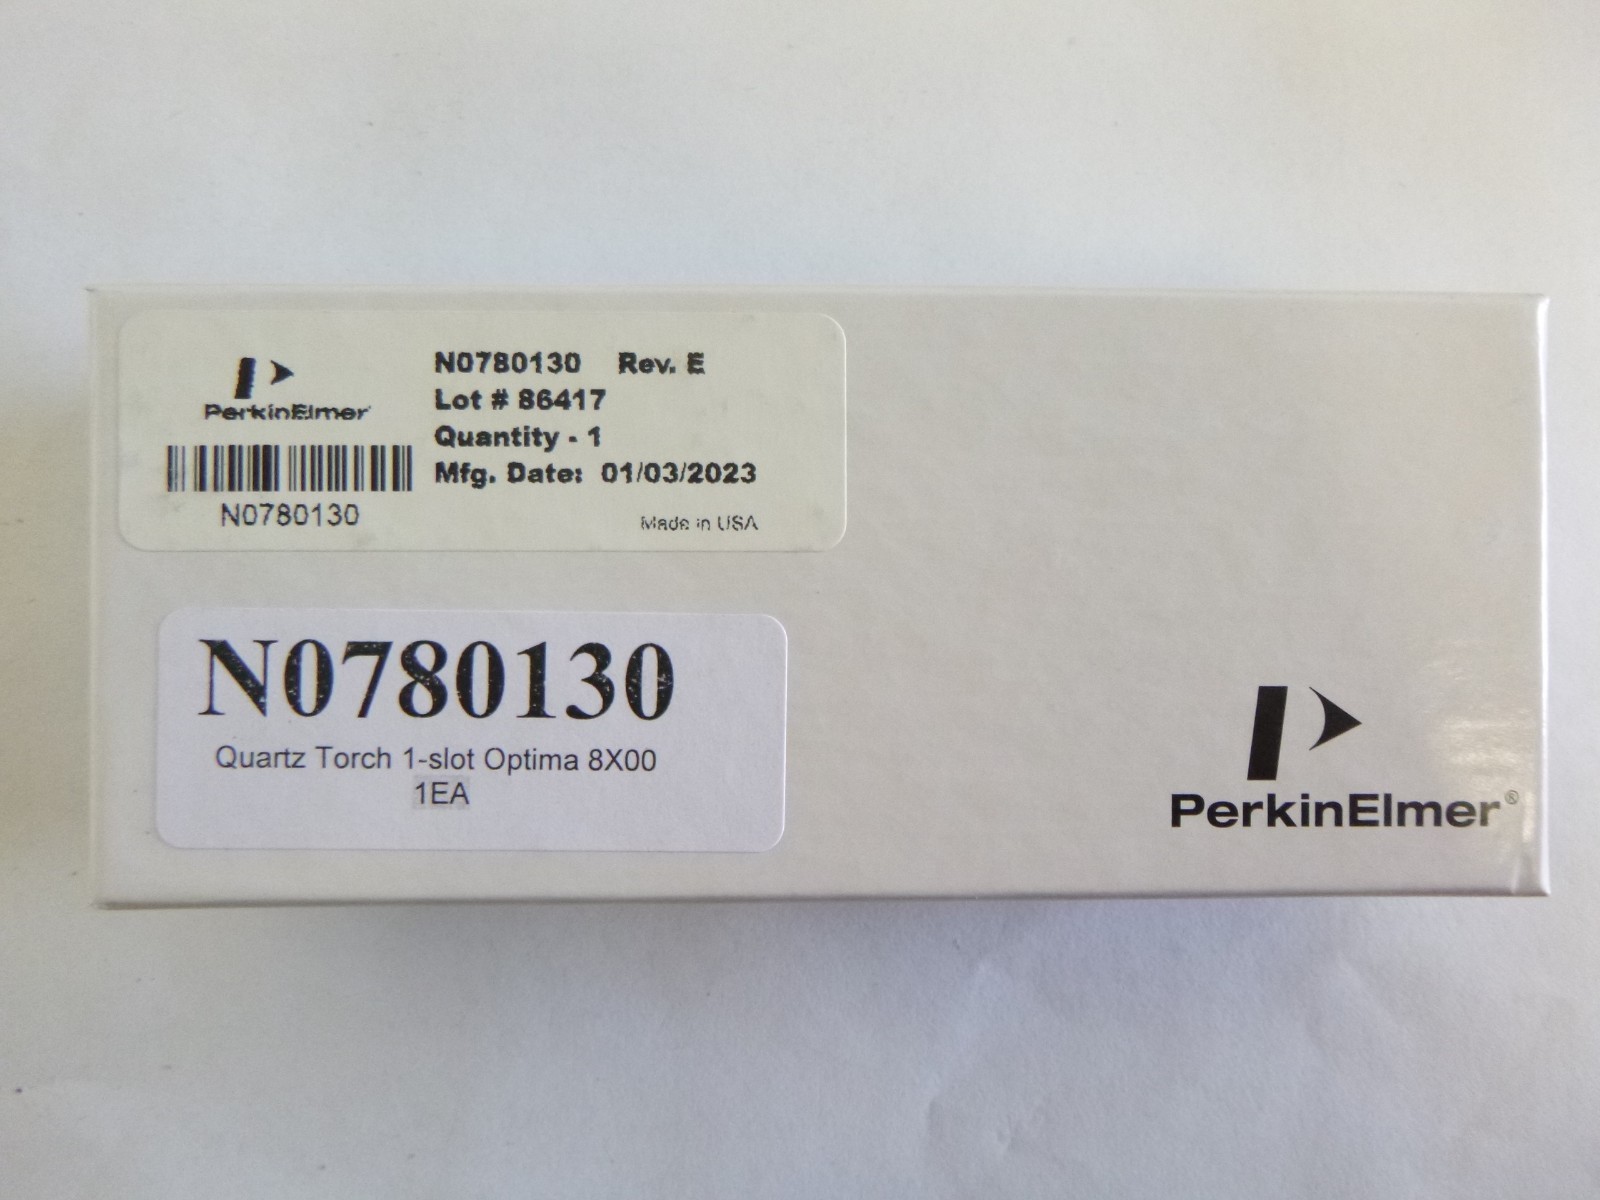 PerkinElmer
N0780130
N0780130 Rev. E
Lot # 86417
Quantity - 1
Mfg. Date: 01/03/2023
Made in USA
N0780130
Quartz Torch 1-slot Optima 8X00
1EA
PerkinElmer®